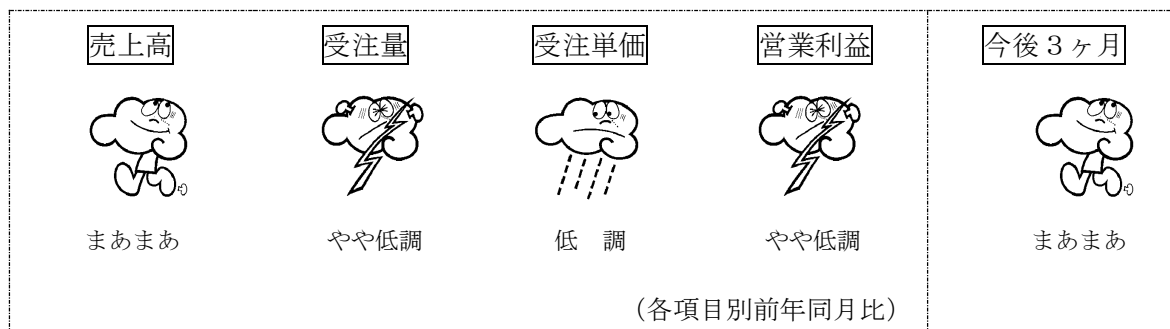 売上高 受注量 受注単価 営業利益 今後３ヶ月
まあまあ やや低調 低　調 やや低調 まあまあ
（各項目別前年同月比）